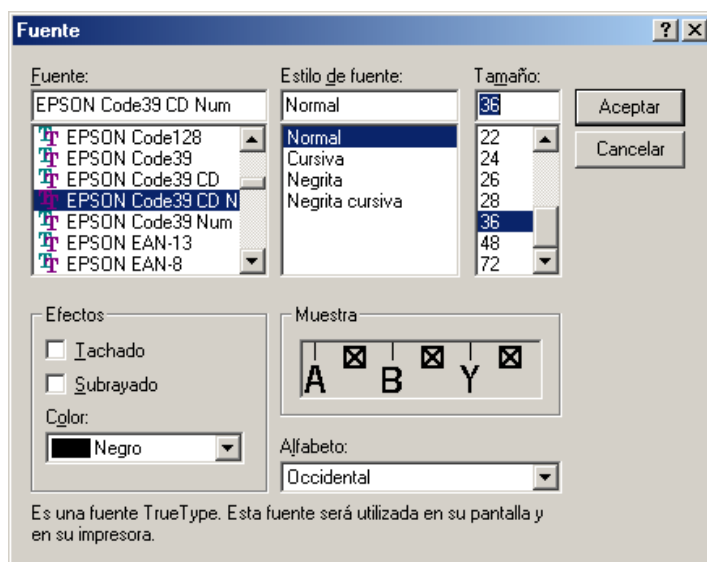 Fuente
Fuente:
EPSON Code39 CD Num
EPSON Code128
EPSON Code39
EPSON Code39 CD
EPSON Code39 CD N
EPSON Code39 Num
EPSON EAN-13
EPSON EAN-8
Estilo de fuente:
Normal
Normal
Cursiva
Negrita
Negrita cursiva
Tamaño:
36
22
24
26
28
36
48
72
Aceptar
Cancelar
Efectos
Tachado
Subrayado
Color:
Negro
Muestra
A B Y
Alfabeto:
Occidental
Es una fuente TrueType. Esta fuente será utilizada en su pantalla y
en su impresora.